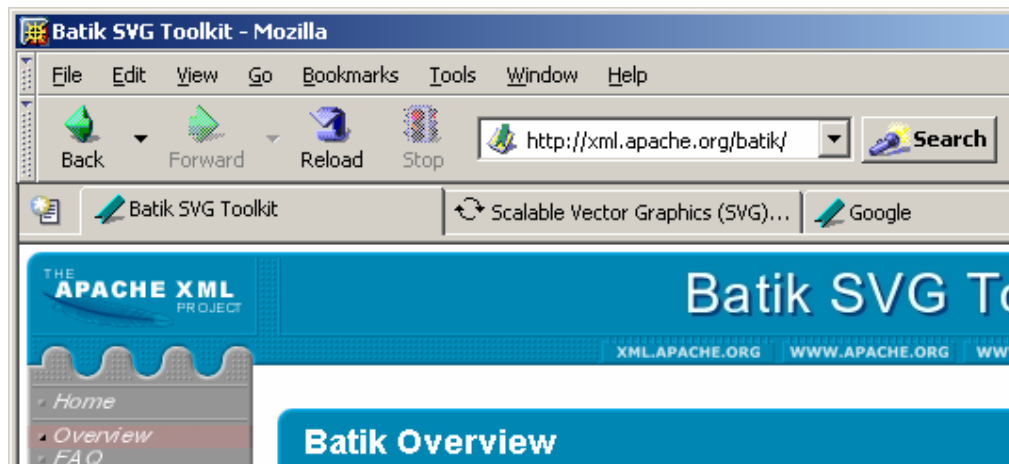 Batik SVG Toolkit - Mozilla
File Edit View Go Bookmarks Tools Window Help
Back Forward Reload Stop http://xml.apache.org/batik/ Search
Batik SVG Toolkit Scalable Vector Graphics (SVG)... Google
THE
APACHE XML
PROJECT
Batik SVG To
XML.APACHE.ORG WWW.APACHE.ORG WW
Home
Overview
FAQ
Batik Overview